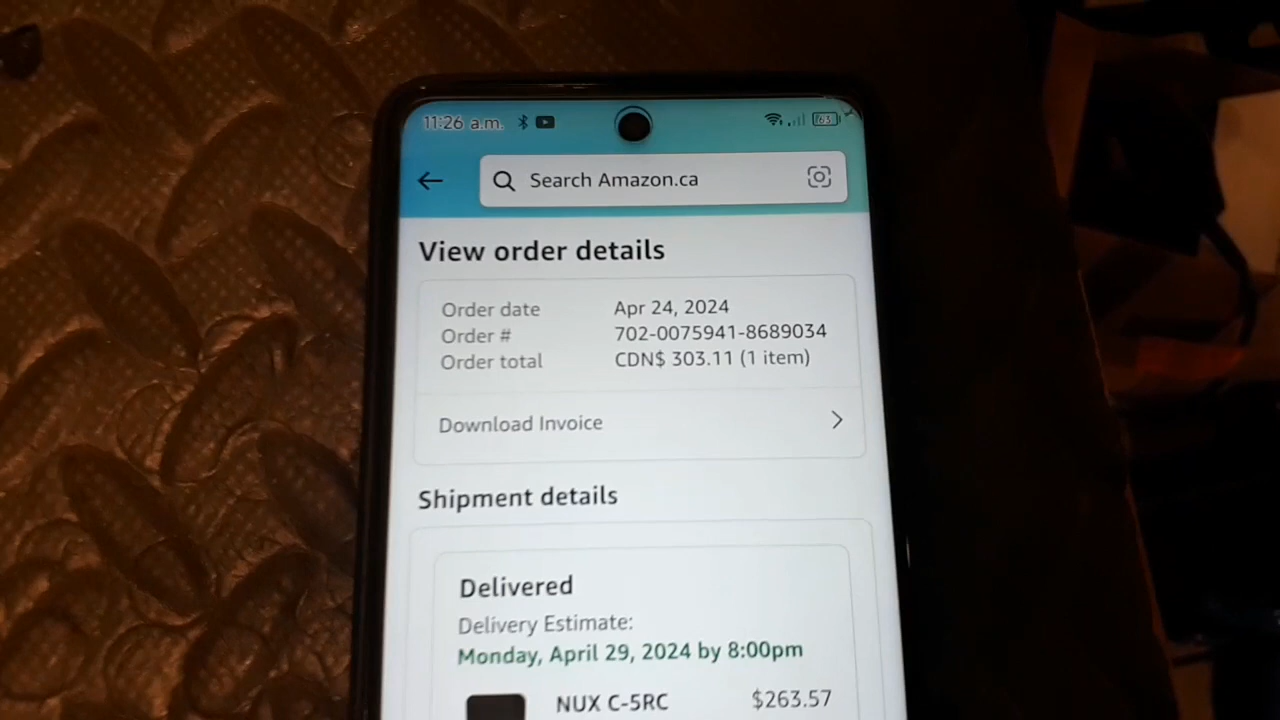 11:26 a.m.
63
Search Amazon.ca
View order details
Order date Apr 24, 2024
Order # 702-0075941-8689034
Order total CDN$ 303.11 (1 item)
Download Invoice
Shipment details
Delivered
Delivery Estimate:
Monday, April 29, 2024 by 8:00pm
NUX C-5RC $263.57